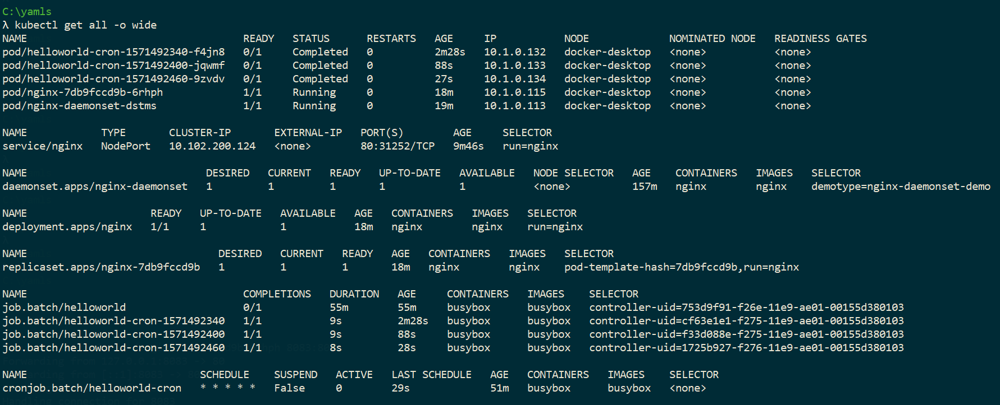 C:\yamls
λ kubectl get all -o wide
NAME READY STATUS RESTARTS AGE IP NODE NOMINATED NODE READINESS GATES
pod/helloworld-cron-1571492340-f4jn8 0/1 Completed 0 2m28s 10.1.0.132 docker-desktop <none> <none>
pod/helloworld-cron-1571492400-jqwmf 0/1 Completed 0 88s 10.1.0.133 docker-desktop <none> <none>
pod/helloworld-cron-1571492460-9zvdv 0/1 Completed 0 27s 10.1.0.134 docker-desktop <none> <none>
pod/nginx-7db9fccd9b-6rhph 1/1 Running 0 18m 10.1.0.115 docker-desktop <none> <none>
pod/nginx-daemonset-dstms 1/1 Running 0 19m 10.1.0.113 docker-desktop <none> <none>
NAME TYPE CLUSTER-IP EXTERNAL-IP PORT(S) AGE SELECTOR
service/nginx NodePort 10.102.200.124 <none> 80:31252/TCP 9m46s run=nginx
NAME DESIRED CURRENT READY UP-TO-DATE AVAILABLE NODE SELECTOR AGE CONTAINERS IMAGES SELECTOR
daemonset.apps/nginx-daemonset 1 1 1 1 1 <none> 157m nginx nginx demotype=nginx-daemonset-demo
NAME READY UP-TO-DATE AVAILABLE AGE CONTAINERS IMAGES SELECTOR
deployment.apps/nginx 1/1 1 1 18m nginx nginx run=nginx
NAME DESIRED CURRENT READY AGE CONTAINERS IMAGES SELECTOR
replicaset.apps/nginx-7db9fccd9b 1 1 1 18m nginx nginx pod-template-hash=7db9fccd9b,run=nginx
NAME COMPLETIONS DURATION AGE CONTAINERS IMAGES SELECTOR
job.batch/helloworld 0/1 55m 55m busybox busybox controller-uid=753d9f91-f26e-11e9-ae01-00155d380103
job.batch/helloworld-cron-1571492340 1/1 9s 2m28s busybox busybox controller-uid=cf63e1e1-f275-11e9-ae01-00155d380103
job.batch/helloworld-cron-1571492400 1/1 9s 88s busybox busybox controller-uid=f33d088e-f275-11e9-ae01-00155d380103
job.batch/helloworld-cron-1571492460 1/1 8s 28s busybox busybox controller-uid=1725b927-f276-11e9-ae01-00155d380103
NAME SCHEDULE SUSPEND ACTIVE LAST SCHEDULE AGE CONTAINERS IMAGES SELECTOR
cronjob.batch/helloworld-cron * * * * * False 0 29s 51m busybox busybox <none>